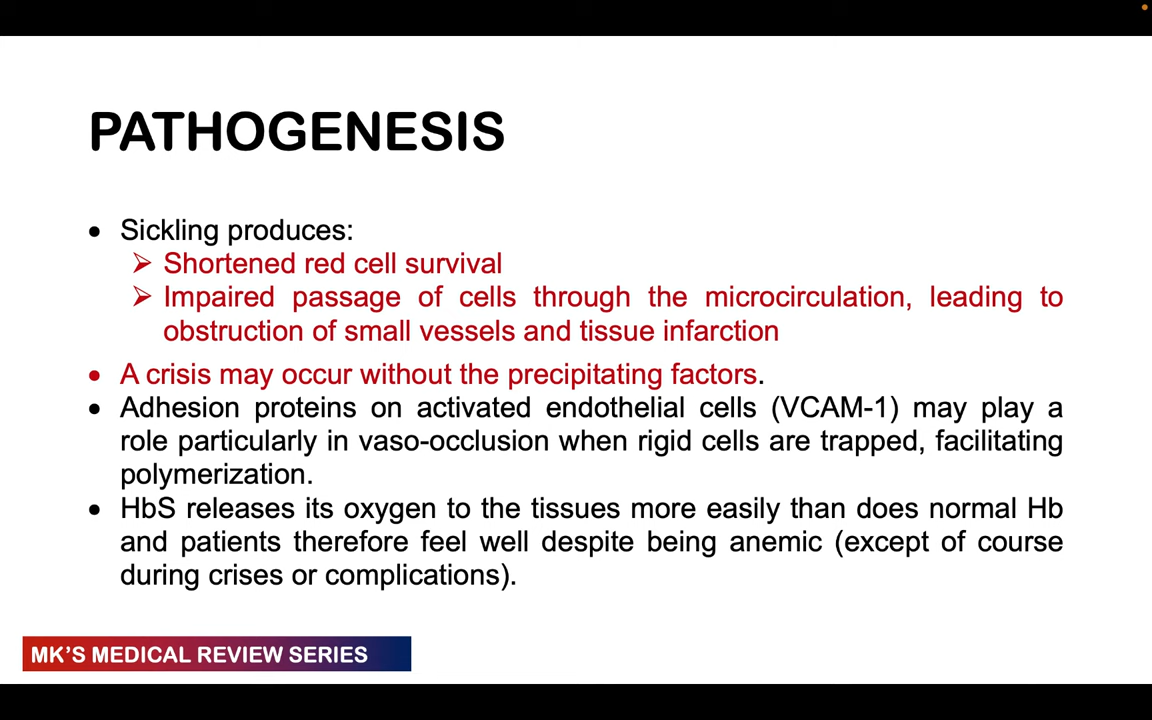 PATHOGENESIS
• Sickling produces:
➢ Shortened red cell survival
➢ Impaired passage of cells through the microcirculation, leading to
obstruction of small vessels and tissue infarction
• A crisis may occur without the precipitating factors.
• Adhesion proteins on activated endothelial cells (VCAM-1) may play a
role particularly in vaso-occlusion when rigid cells are trapped, facilitating
polymerization.
• HbS releases its oxygen to the tissues more easily than does normal Hb
and patients therefore feel well despite being anemic (except of course
during crises or complications).
MK'S MEDICAL REVIEW SERIES